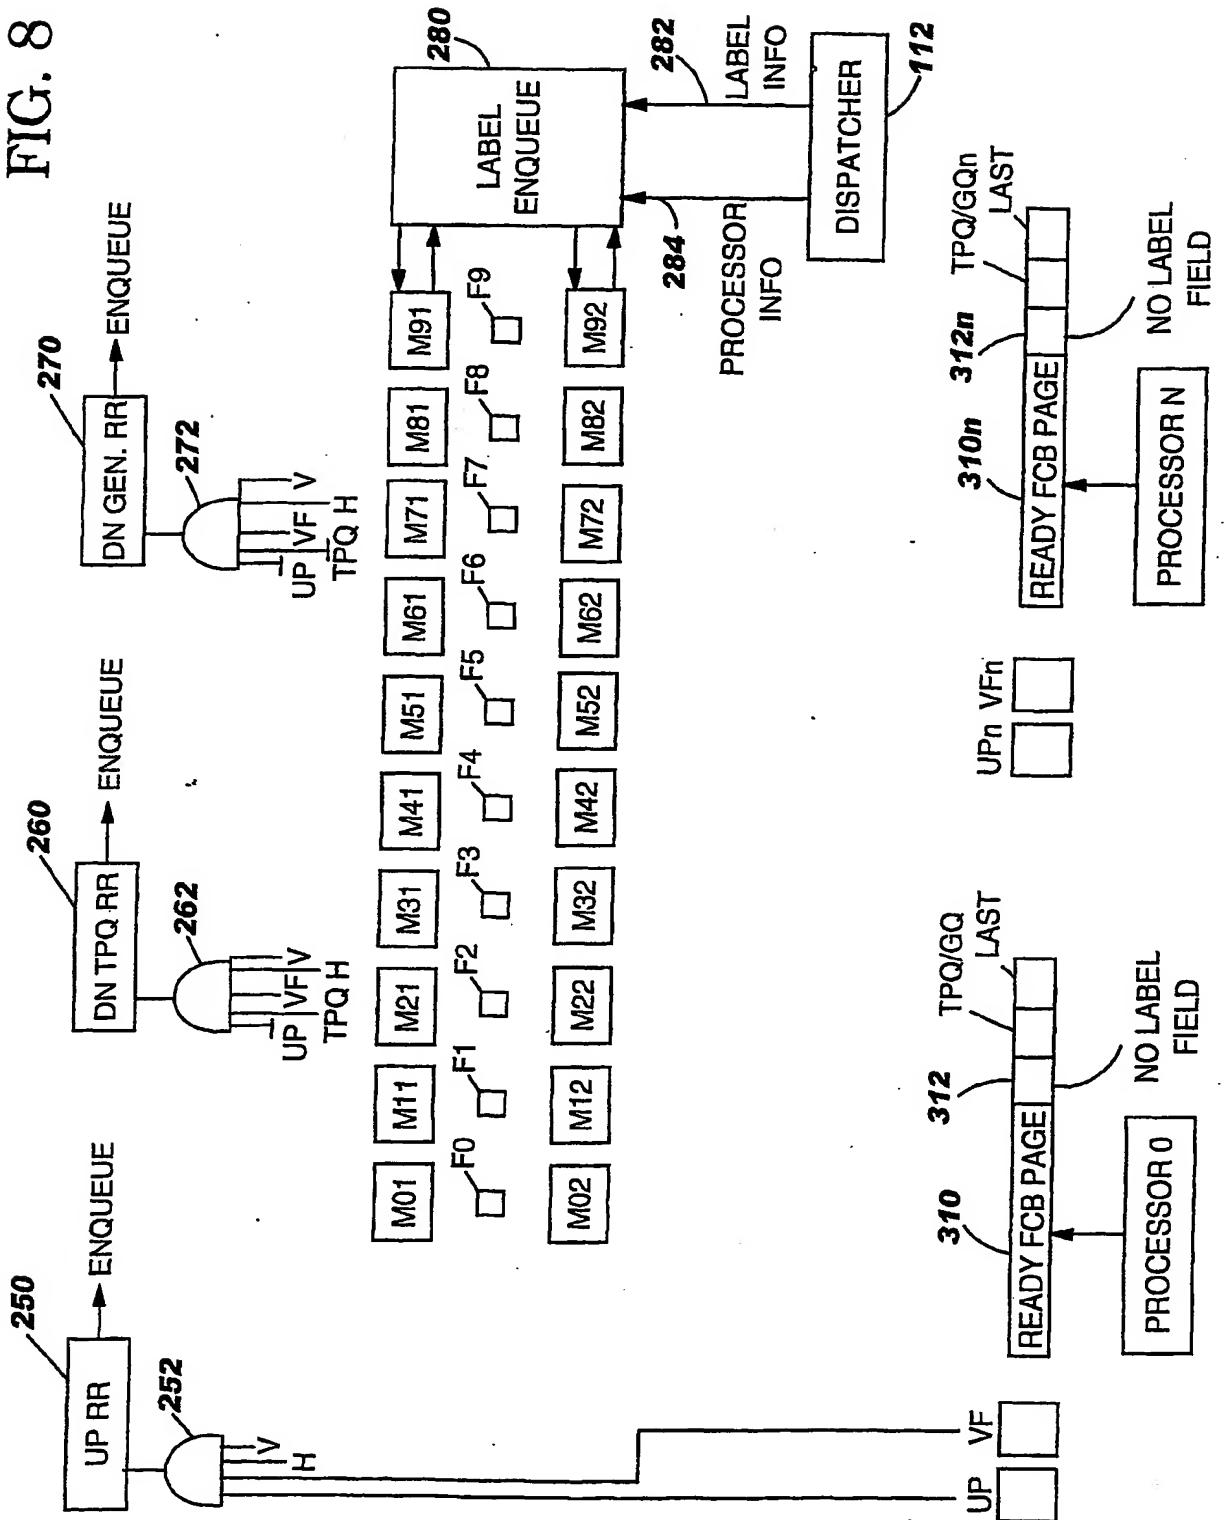 FIG. 8
250
UP RR
ENQUEUE
252
V
H
260
DN TPQ RR
ENQUEUE
262
UP
VF
V
TPQ
H
270
DN GEN. RR
ENQUEUE
272
UP
VF
V
TPQ
H
M01
M11
M21
M31
M41
M51
M61
M71
M81
M91
F0
F1
F2
F3
F4
F5
F6
F7
F8
F9
M02
M12
M22
M32
M42
M52
M62
M72
M82
M92
280
LABEL
ENQUEUE
282
LABEL
INFO
284
PROCESSOR
INFO
DISPATCHER
112
UP
VF
310
312
TPQ/GQ
LAST
READY FCB PAGE
NO LABEL
FIELD
PROCESSOR 0
UPn
VFn
310n
312n
TPQ/GQn
LAST
READY FCB PAGE
NO LABEL
FIELD
PROCESSOR N